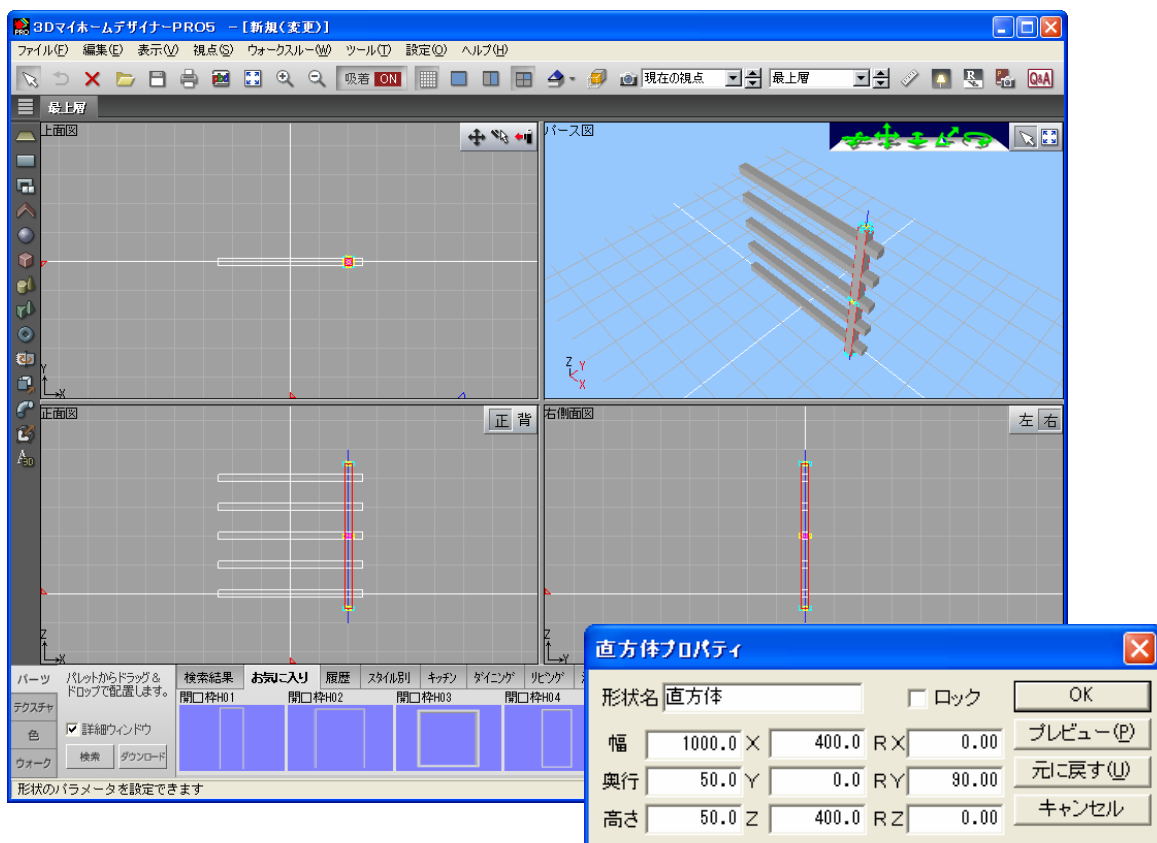 3DマイホームデザイナーPRO5 －[新規(変更)]
ファイル(F) 編集(E) 表示(V) 視点(S) ウォークスルー(W) ツール(T) 設定(O) ヘルプ(H)
吸着 ON 現在の視点 最上層 Q&A
最上層
上面図
パース図
Y
X
Z
Y
X
正面図
正 背
右側面図
左 右
Z
X
Z
Y
パーツ
テクスチャ
色
ウォーク
パレットからドラッグ&
ドロップで配置します。
詳細ウィンドウ
検索 ダウンロード
検索結果 お気に入り 履歴 スタイル別 キッチン ダイニング リビング
開口枠H01 開口枠H02 開口枠H03 開口枠H04
形状のパラメータを設定できます
直方体プロパティ
形状名 直方体 ロック OK
幅 1000.0 X 400.0 RX 0.00 プレビュー(P)
奥行 50.0 Y 0.0 RY 90.00 元に戻す(U)
高さ 50.0 Z 400.0 RZ 0.00 キャンセル